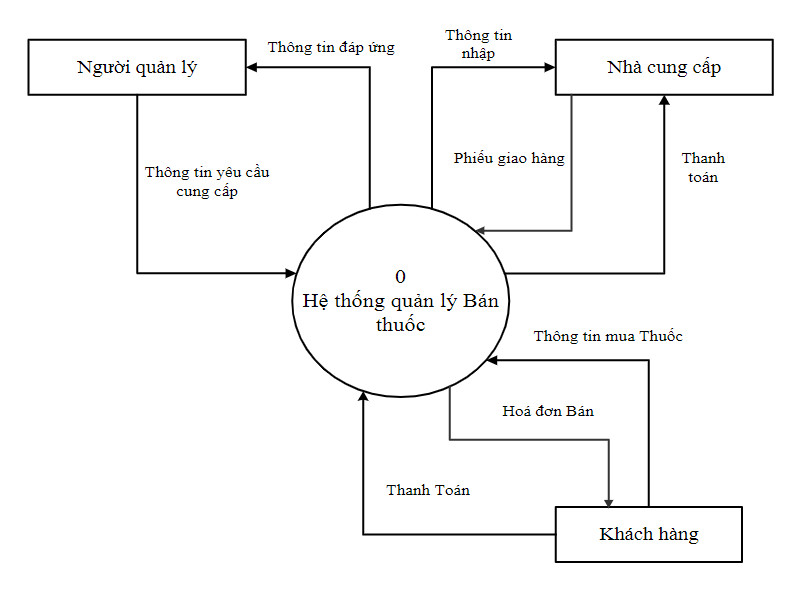 Thông tin đáp ứng
Thông tin
nhập
Người quản lý
Nhà cung cấp
Phiếu giao hàng
Thanh
toán
Thông tin yêu cầu
cung cấp
0
Hệ thống quản lý Bán
thuốc
Thông tin mua Thuốc
Hoá đơn Bán
Thanh Toán
Khách hàng